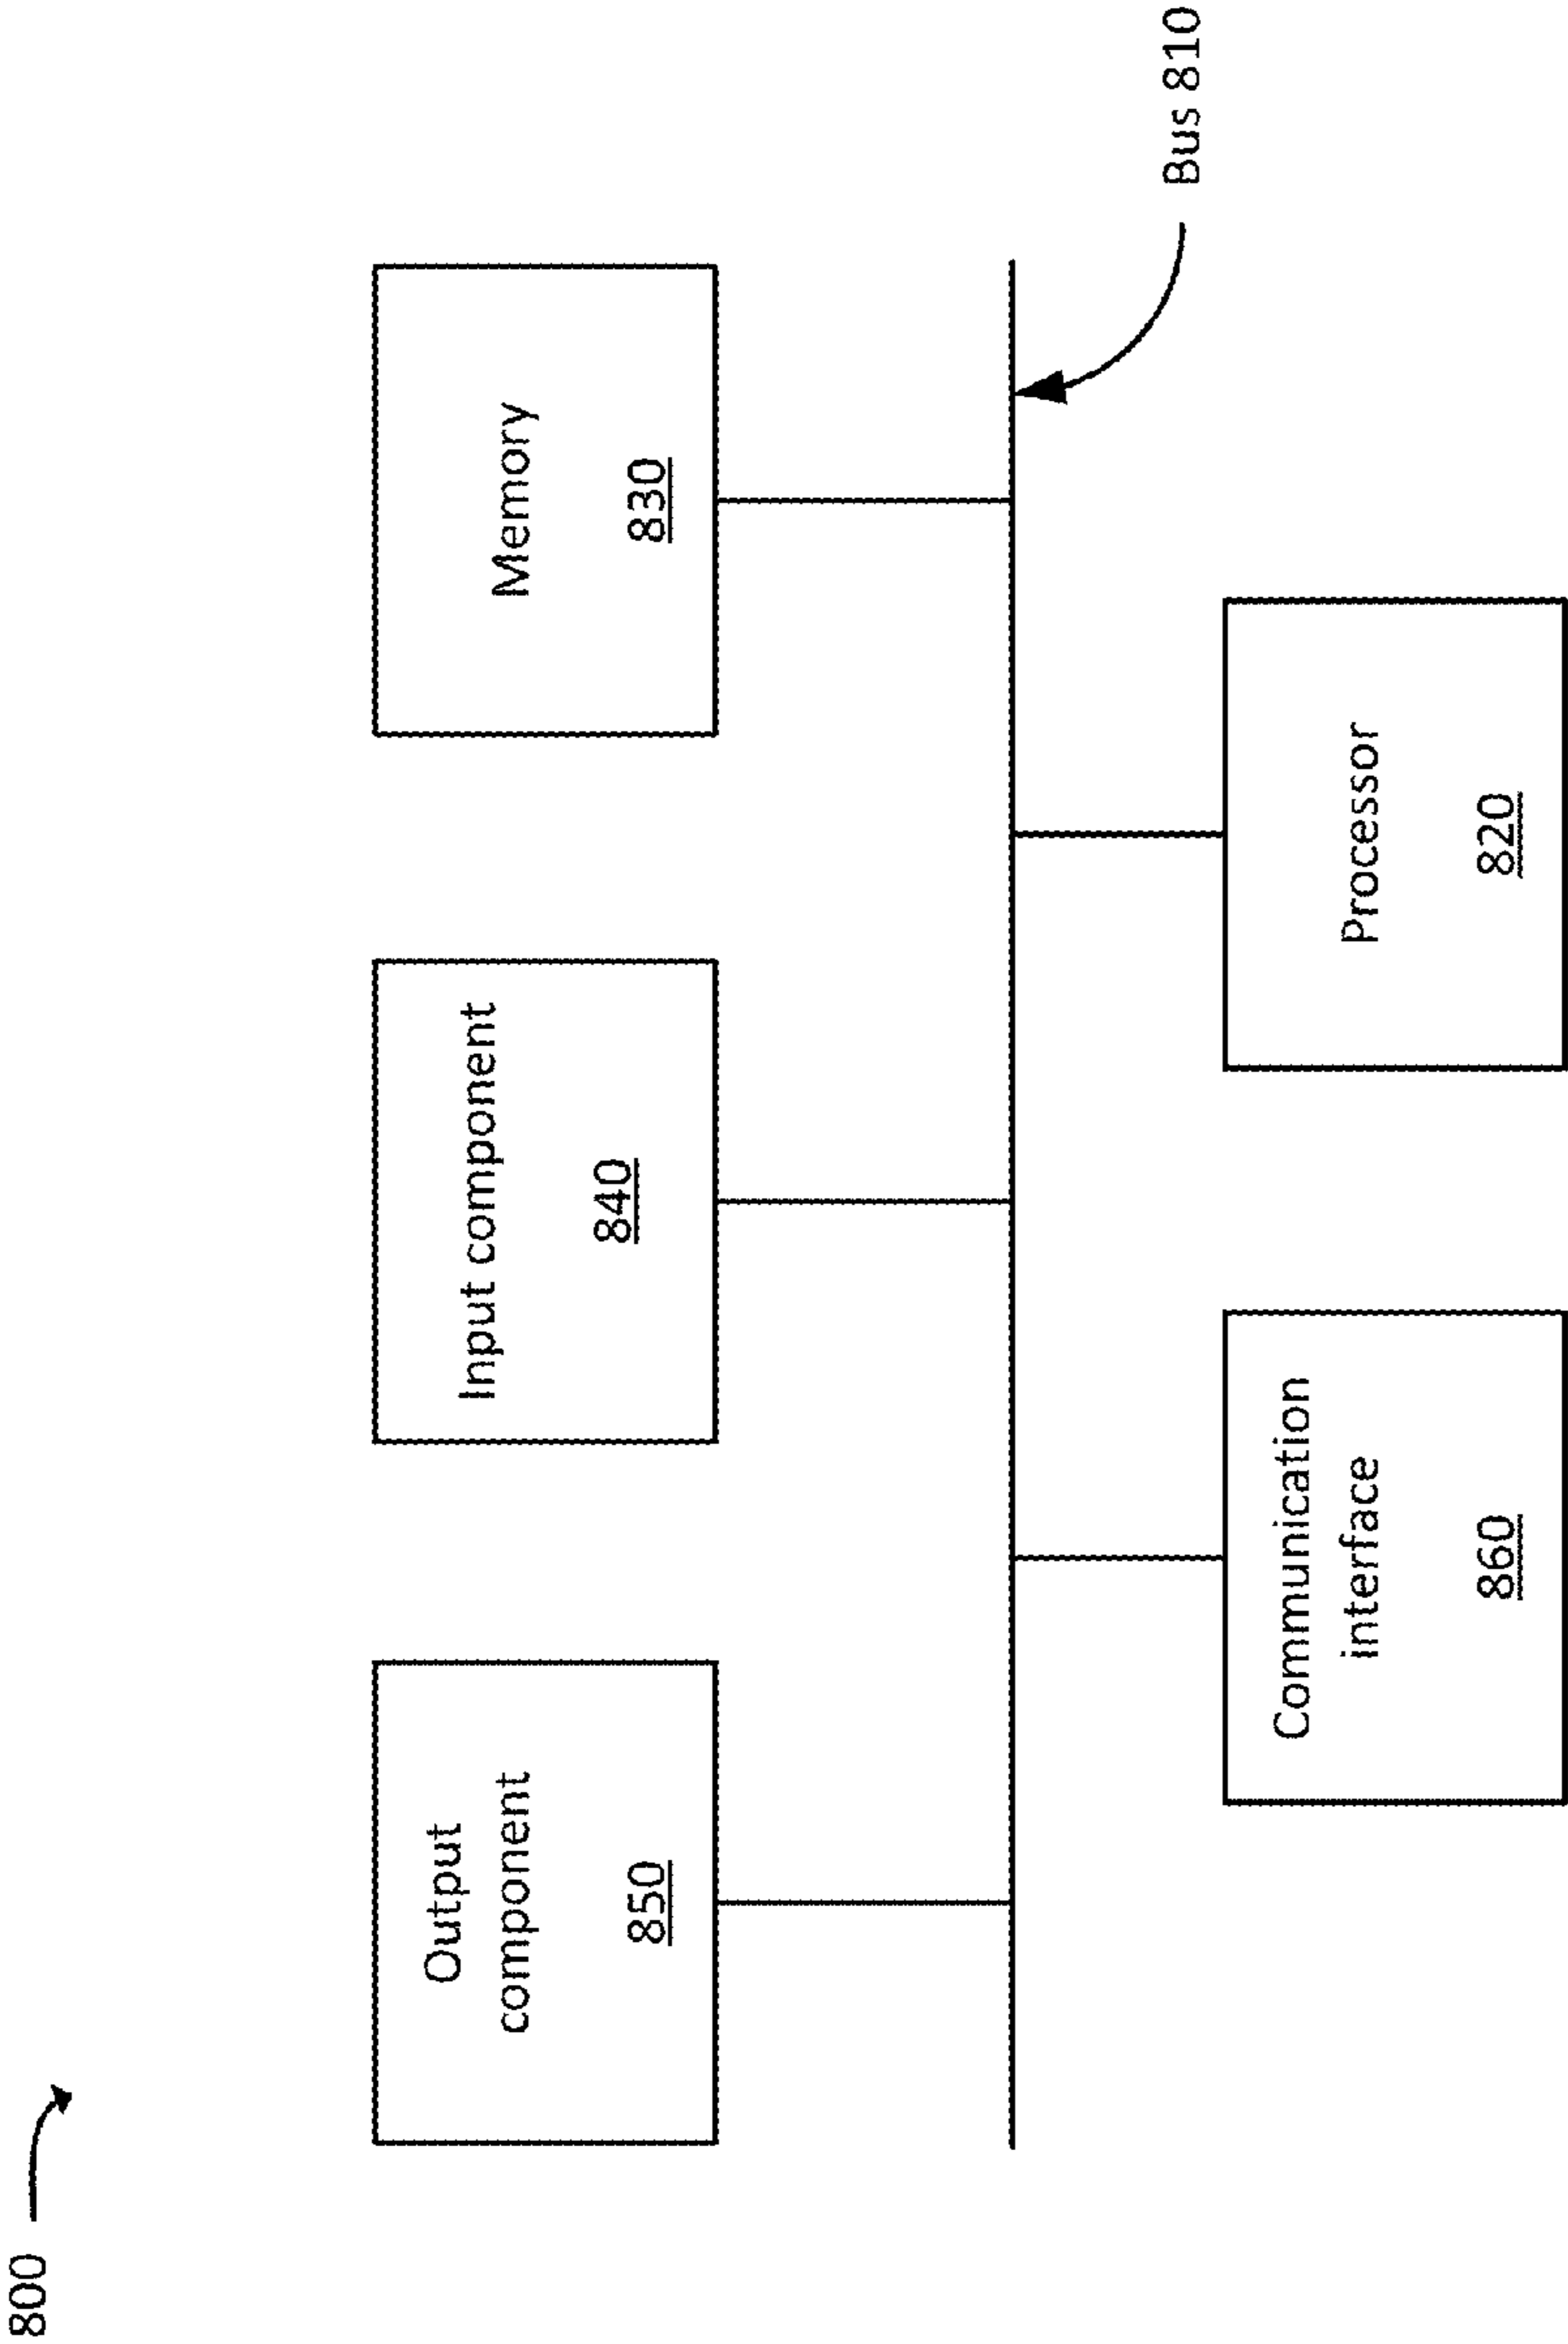 800
Output
component
850
Input component
840
Memory
830
Communication
interface
860
Processor
820
Bus 810